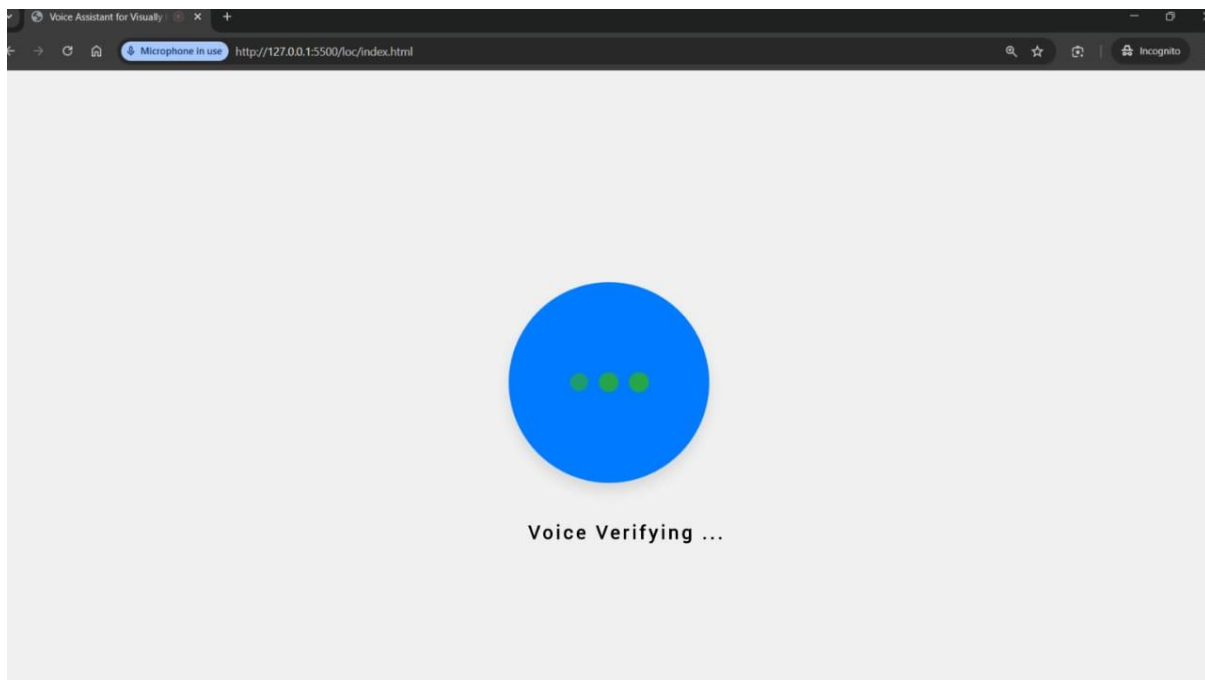 Voice Assistant for Visually
Microphone in use http://127.0.0.1:5500/loc/index.html Incognito
Voice Verifying ...